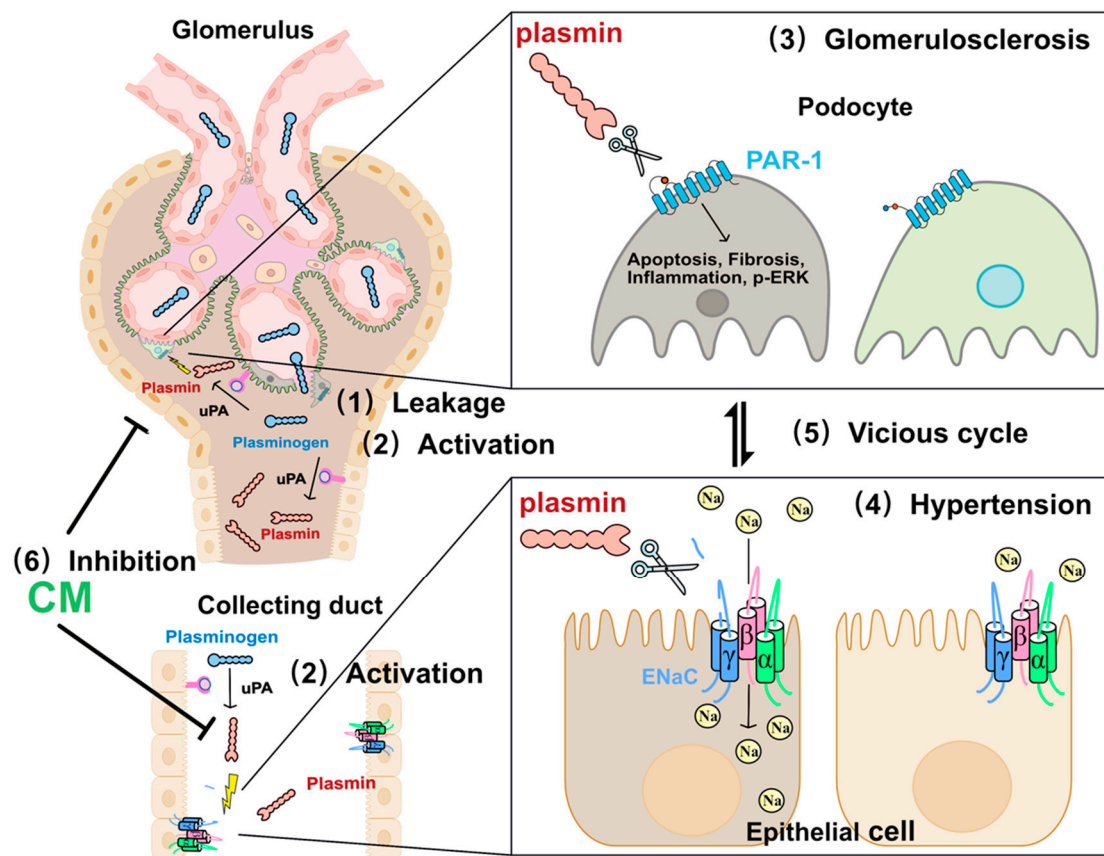 Glomerulus
plasmin
(3) Glomerulosclerosis
Podocyte
PAR-1
Apoptosis, Fibrosis,
Inflammation, p-ERK
Plasmin
uPA
(1) Leakage
Plasminogen
(2) Activation
uPA
Plasmin
(5) Vicious cycle
(6) Inhibition
CM
Collecting duct
Plasminogen
(2) Activation
uPA
Plasmin
plasmin
(4) Hypertension
Na
Na
Na
Na
Na
γ
β
α
γ
β
α
ENaC
Na
Na
Na
Na
Epithelial cell